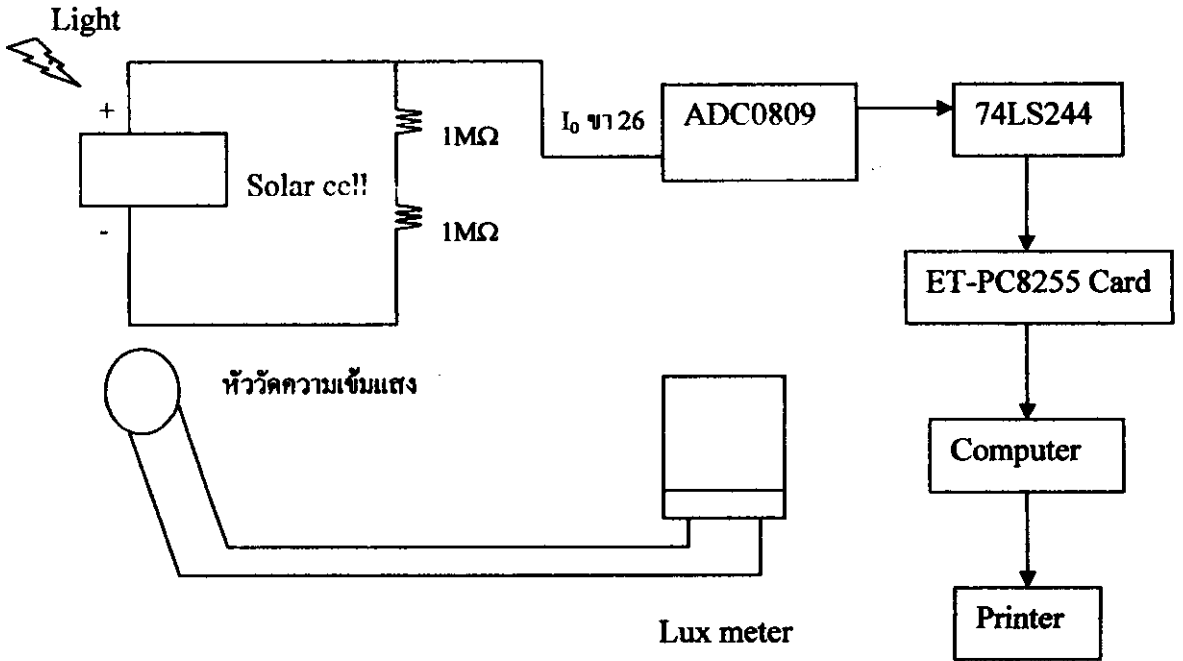 Light
+
Solar cell
-
1MΩ
1MΩ
I₀ ขา 26
ADC0809
74LS244
ET-PC8255 Card
หัววัดความเข้มแสง
Computer
Lux meter
Printer